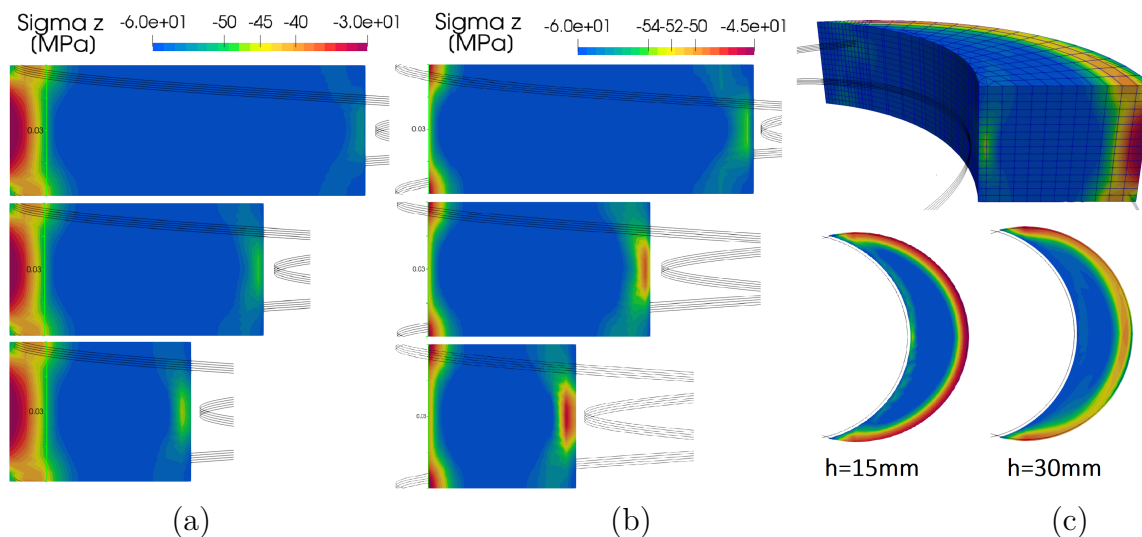 Sigma z
[MPa]
-6.0e+01 -50 -45 -40 -3.0e+01
0.03
0.03
0.03
(a)
Sigma z
[MPa]
-6.0e+01 -54-52-50 -4.5e+01
0.03
0.03
0.03
(b)
h=15mm h=30mm
(c)